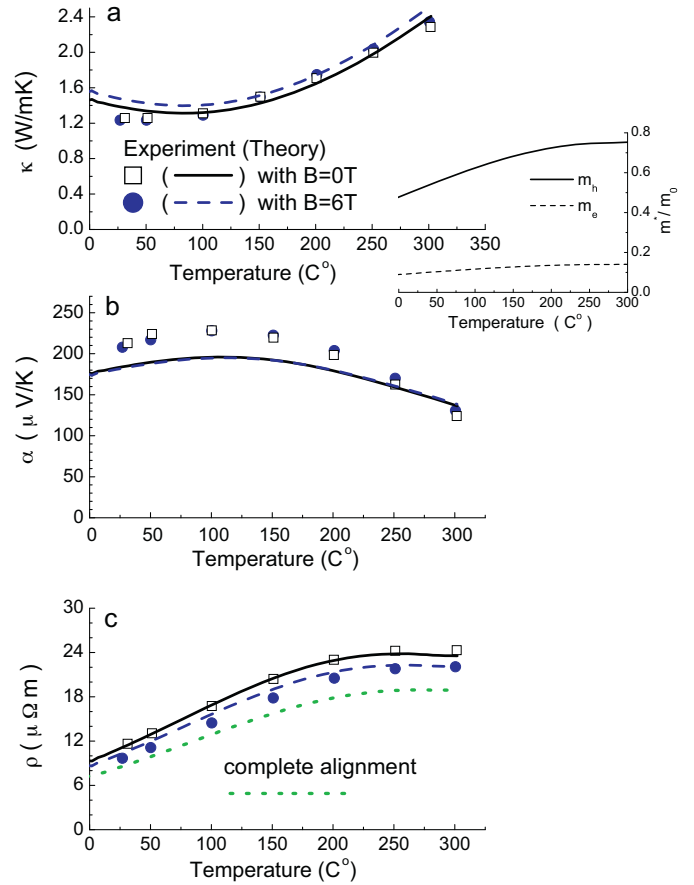 a
κ (W/mK)
2.4
2.0
1.6
1.2
0.8
0.4
0.0
Experiment (Theory)
( ) with B=0T
( ) with B=6T
0 50 100 150 200 250 300 350
Temperature (C°)
0.8
0.6
0.4
0.2
0.0
m*/m0
mh
me
0 50 100 150 200 250 300
Temperature (C°)
b
α ( μ V/K)
250
200
150
100
50
0
0 50 100 150 200 250 300
Temperature (C°)
c
ρ ( μ Ω m)
30
24
18
12
6
0
complete alignment
0 50 100 150 200 250 300
Temperature (C°)